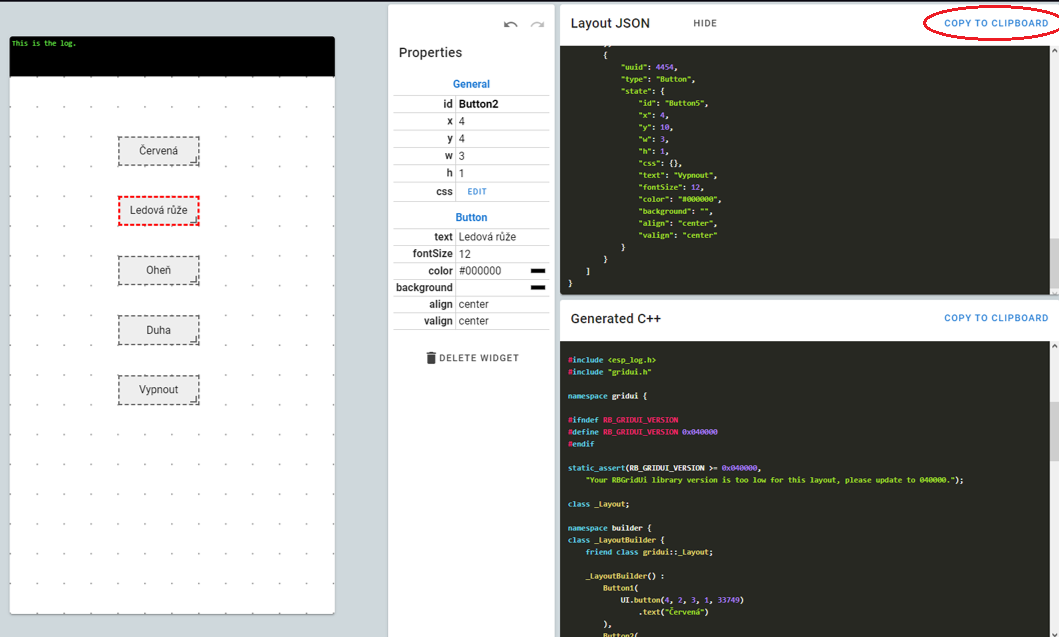 This is the log.
Červená
Ledová růže
Oheň
Duha
Vypnout
Properties
General
id Button2
x 4
y 4
w 3
h 1
css EDIT
Button
text Ledová růže
fontSize 12
color #000000
background
align center
valign center
DELETE WIDGET
Layout JSON HIDE COPY TO CLIPBOARD
{
"uuid": 4454,
"type": "Button",
"state": {
"id": "Button5",
"x": 4,
"y": 10,
"w": 3,
"h": 1,
"css": {},
"text": "Vypnout",
"fontSize": 12,
"color": "#000000",
"background": "",
"align": "center",
"valign": "center"
}
}
]
}
Generated C++ COPY TO CLIPBOARD
#include <esp_log.h>
#include "gridui.h"
namespace gridui {
#ifndef RB_GRIDUI_VERSION
#define RB_GRIDUI_VERSION 0x040000
#endif
static_assert(RB_GRIDUI_VERSION >= 0x040000,
"Your RBGridUi library version is too low for this layout, please update to 040000.");
class _Layout;
namespace builder {
class _LayoutBuilder {
friend class gridui::_Layout;
_LayoutBuilder() :
Button1(
UI.button(4, 2, 3, 1, 33749)
.text("Červená")
),
Button2(